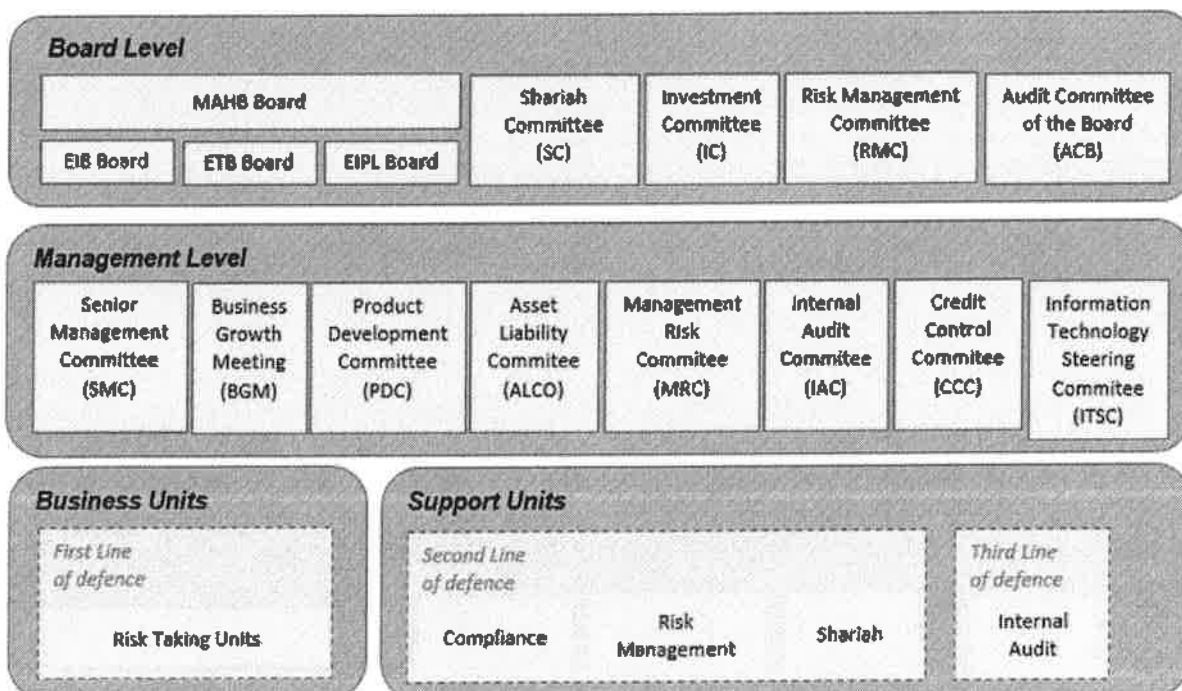 Board Level
MAHB Board
EIB Board
ETB Board
EIPL Board
Shariah
Committee
(SC)
Investment
Committee
(IC)
Risk Management
Committee
(RMC)
Audit Committee
of the Board
(ACB)
Management Level
Senior
Management
Committee
(SMC)
Business
Growth
Meeting
(BGM)
Product
Development
Committee
(PDC)
Asset
Liability
Commitee
(ALCO)
Management
Risk
Commitee
(MRC)
Internal
Audit
Commitee
(IAC)
Credit
Control
Commitee
(CCC)
Information
Technology
Steering
Commitee
(ITSC)
Business Units
First Line
of defence
Risk Taking Units
Support Units
Second Line
of defence
Compliance
Risk
Management
Shariah
Third Line
of defence
Internal
Audit